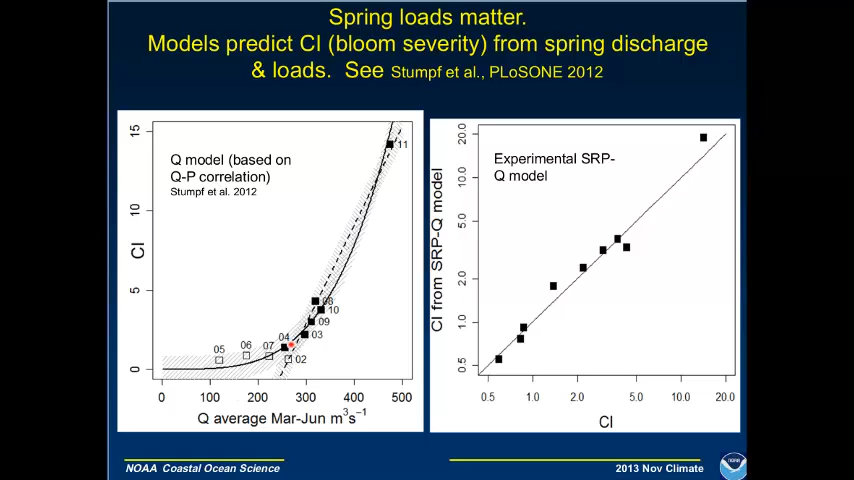 Spring loads matter.
Models predict CI (bloom severity) from spring discharge
& loads. See Stumpf et al., PLoSONE 2012
15
10
5
0
CI
Q model (based on
Q-P correlation)
Stumpf et al. 2012
11
08
10
09
03
04
02
07
06
05
0 100 200 300 400 500
Q average Mar-Jun m³s⁻¹
Experimental SRP-
Q model
CI from SRP-Q model
20.0
10.0
5.0
2.0
1.0
0.5
0.5 1.0 2.0 5.0 10.0 20.0
CI
NOAA Coastal Ocean Science
2013 Nov Climate